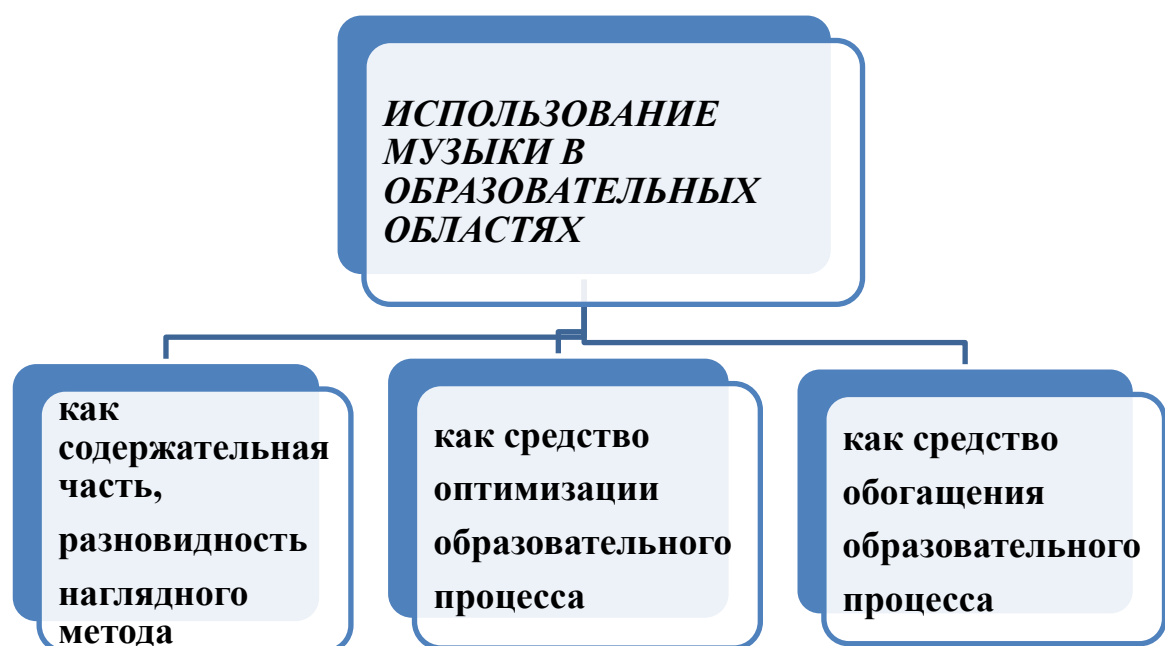 ИСПОЛЬЗОВАНИЕ
МУЗЫКИ В
ОБРАЗОВАТЕЛЬНЫХ
ОБЛАСТЯХ
как
содержательная
часть,
разновидность
наглядного
метода
как средство
оптимизации
образовательного
процесса
как средство
обогащения
образовательного
процесса